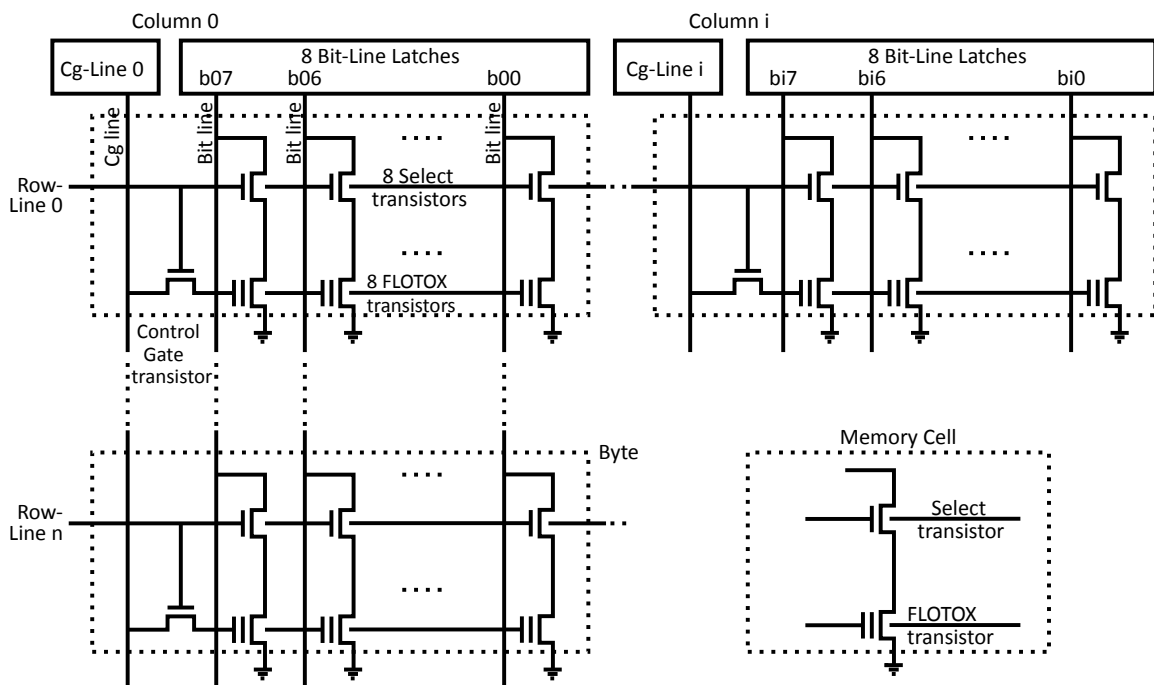 Column 0
Column i
Cg-Line 0
8 Bit-Line Latches
b07 b06 b00
Cg-Line i
8 Bit-Line Latches
bi7 bi6 bi0
Cg line
Bit line
Bit line
Bit line
....
....
Row-
Line 0
8 Select
transistors
....
....
8 FLOTOX
transistors
Control
Gate
transistor
Byte
Memory Cell
....
Row-
Line n
Select
transistor
....
FLOTOX
transistor